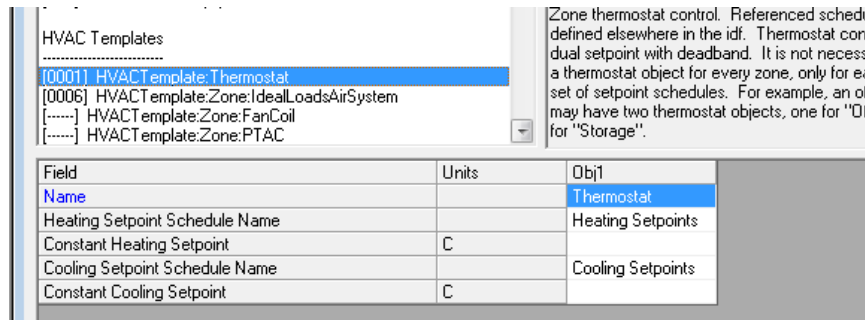 HVAC Templates
-------------------------
[0001] HVACTemplate:Thermostat
[0006] HVACTemplate:Zone:IdealLoadsAirSystem
[------] HVACTemplate:Zone:FanCoil
[------] HVACTemplate:Zone:PTAC
Zone thermostat control. Referenced
defined elsewhere in the idf. Thermostat
dual setpoint with deadband. It is not
a thermostat object for every zone, only for
set of setpoint schedules. For example, an
may have two thermostat objects, one for
for "Storage".
Field Units Obj1
Name Thermostat
Heating Setpoint Schedule Name Heating Setpoints
Constant Heating Setpoint C
Cooling Setpoint Schedule Name Cooling Setpoints
Constant Cooling Setpoint C